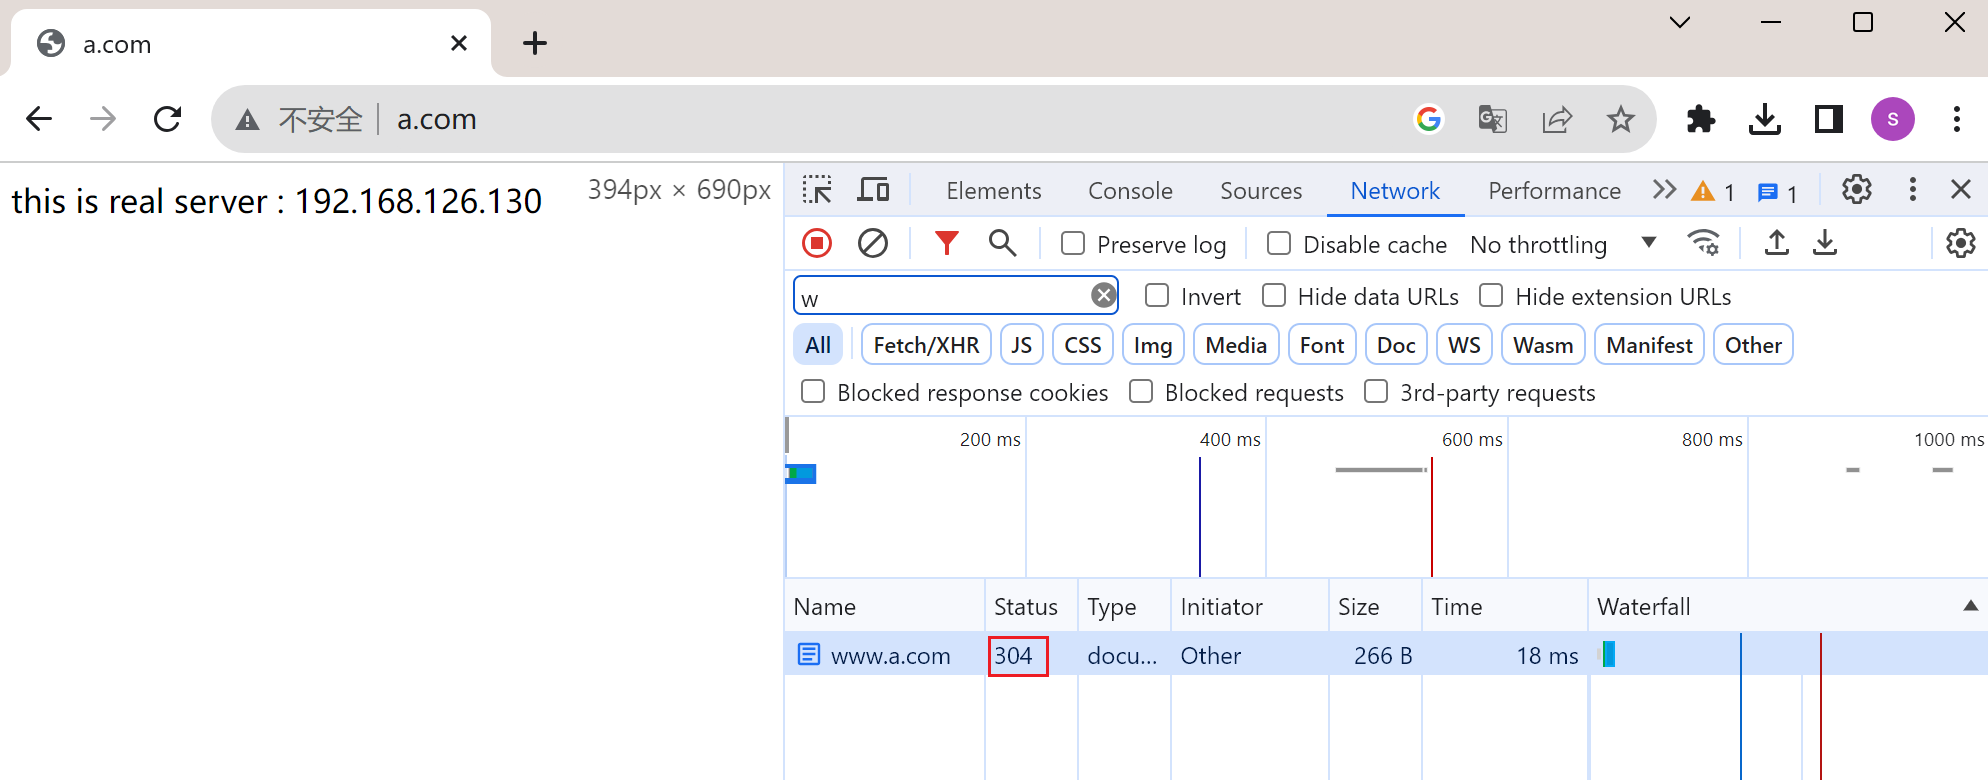 a.com
不安全 a.com
s
this is real server : 192.168.126.130
394px × 690px
Elements Console Sources Network Performance 1 1
Preserve log Disable cache No throttling
w Invert Hide data URLs Hide extension URLs
All Fetch/XHR JS CSS Img Media Font Doc WS Wasm Manifest Other
Blocked response cookies Blocked requests 3rd-party requests
200 ms 400 ms 600 ms 800 ms 1000 ms
Name Status Type Initiator Size Time Waterfall
www.a.com 304 docu... Other 266 B 18 ms